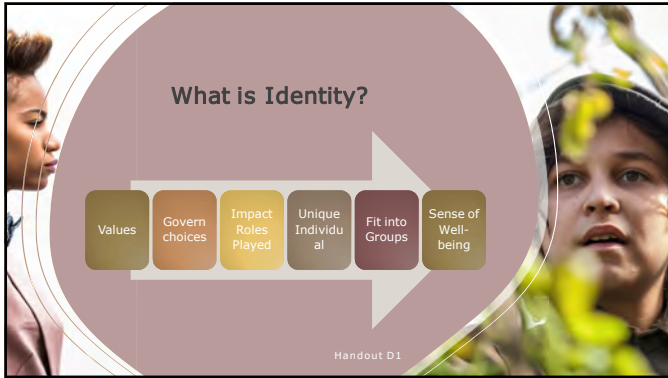 What is Identity?
Values
Govern
choices
Impact
Roles
Played
Unique
Individu
al
Fit into
Groups
Sense of
Well-
being
Handout D1